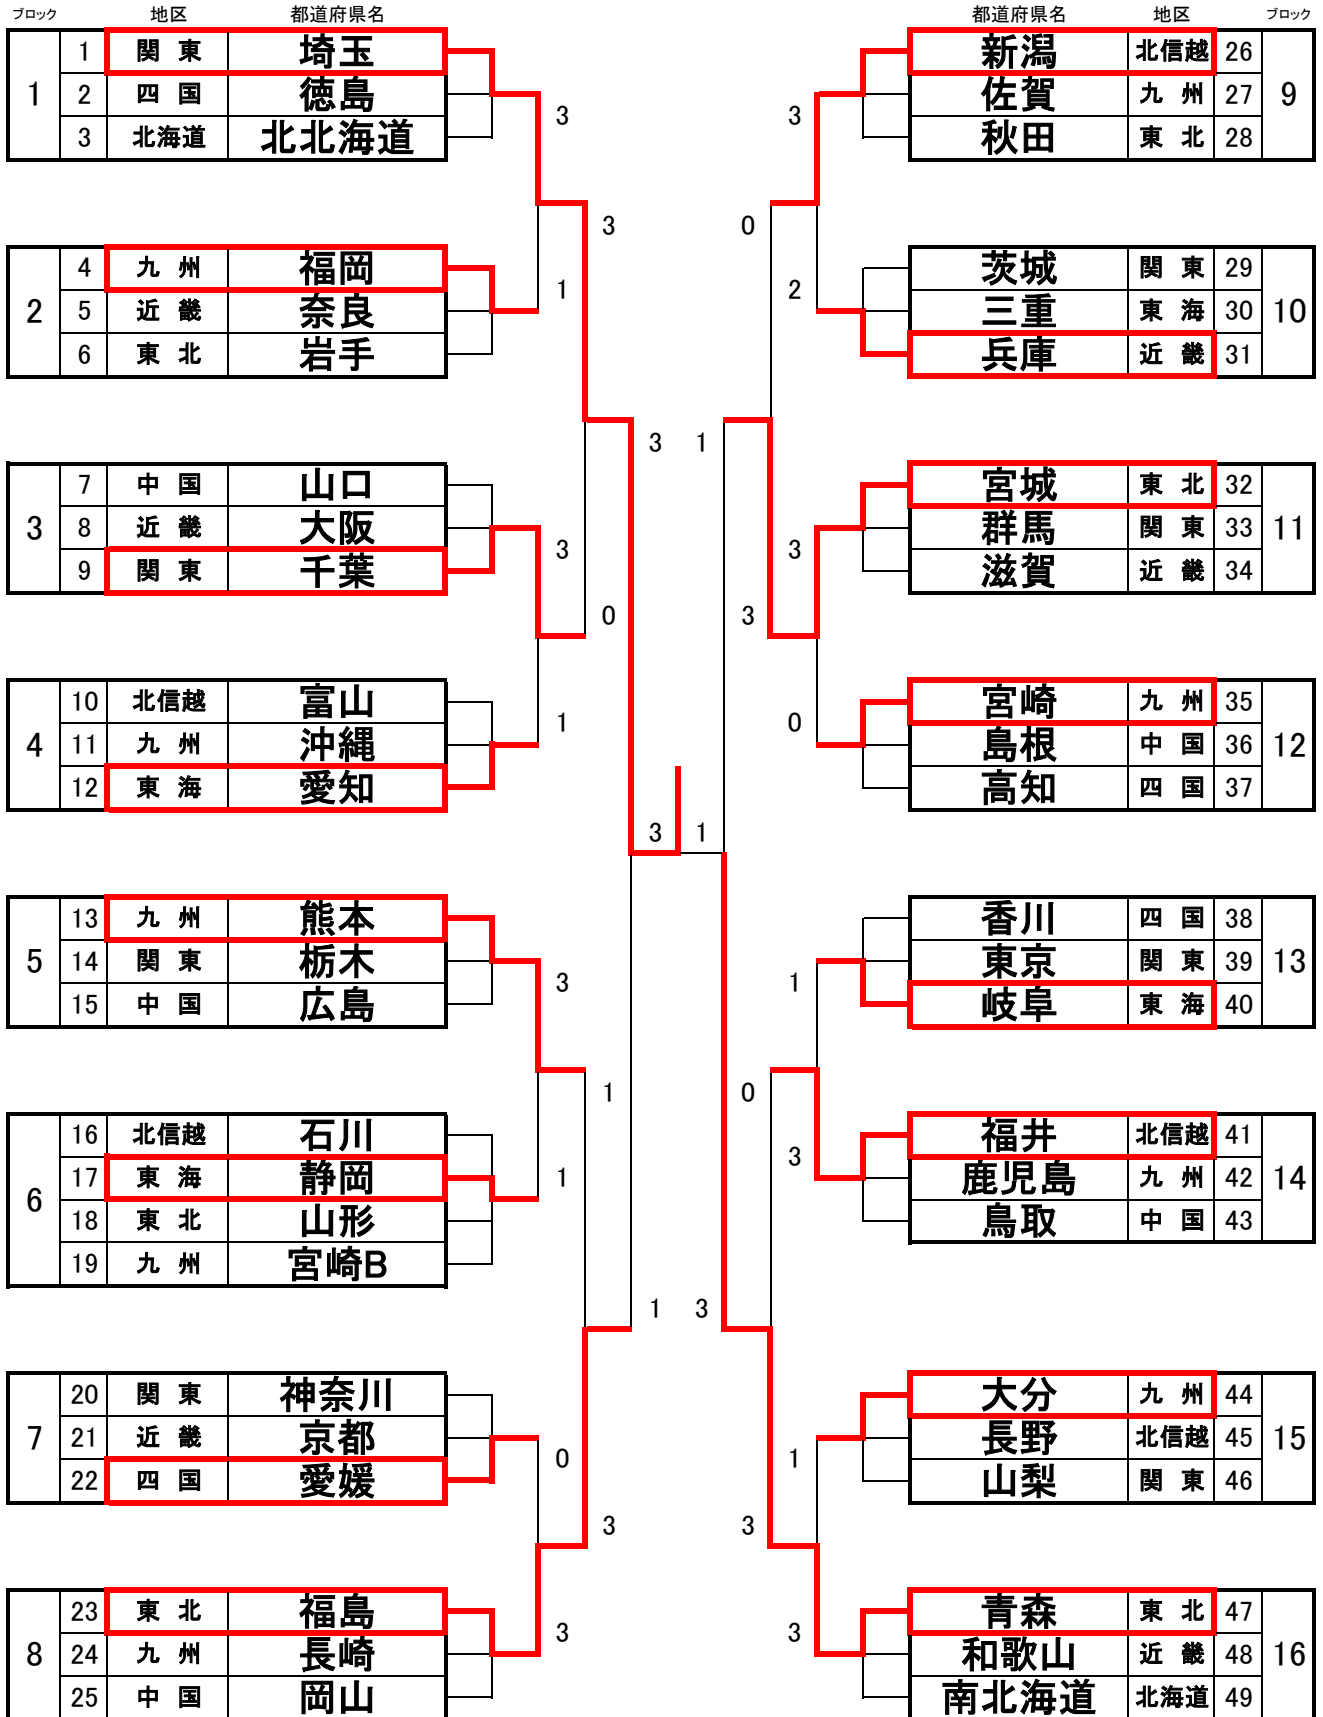 ブロック 地区 都道府県名
1
1 関東 埼玉
2 四国 徳島
3 北海道 北北海道
2
4 九州 福岡
5 近畿 奈良
6 東北 岩手
3
7 中国 山口
8 近畿 大阪
9 関東 千葉
4
10 北信越 富山
11 九州 沖縄
12 東海 愛知
5
13 九州 熊本
14 関東 栃木
15 中国 広島
6
16 北信越 石川
17 東海 静岡
18 東北 山形
19 九州 宮崎B
7
20 関東 神奈川
21 近畿 京都
22 四国 愛媛
8
23 東北 福島
24 九州 長崎
25 中国 岡山
3
1
3
1
3
1
0
3
3
0
1
3
3
1
3
1
1
3
3
2
3
0
1
3
1
3
0
3
0
3
都道府県名 地区 ブロック
新潟 北信越 26
佐賀 九州 27
秋田 東北 28
9
茨城 関東 29
三重 東海 30
兵庫 近畿 31
10
宮城 東北 32
群馬 関東 33
滋賀 近畿 34
11
宮崎 九州 35
島根 中国 36
高知 四国 37
12
香川 四国 38
東京 関東 39
岐阜 東海 40
13
福井 北信越 41
鹿児島 九州 42
鳥取 中国 43
14
大分 九州 44
長野 北信越 45
山梨 関東 46
15
青森 東北 47
和歌山 近畿 48
南北海道 北海道 49
16